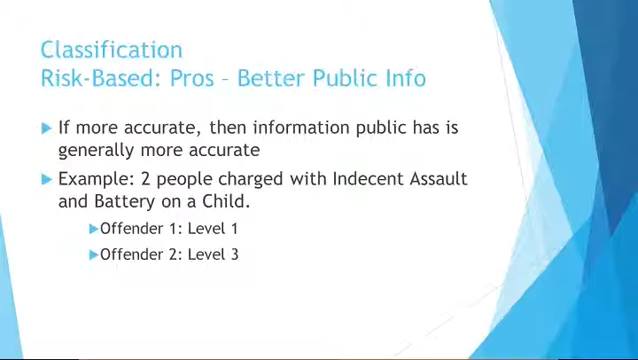 Classification
Risk-Based: Pros – Better Public Info
If more accurate, then information public has is
generally more accurate
Example: 2 people charged with Indecent Assault
and Battery on a Child.
Offender 1: Level 1
Offender 2: Level 3